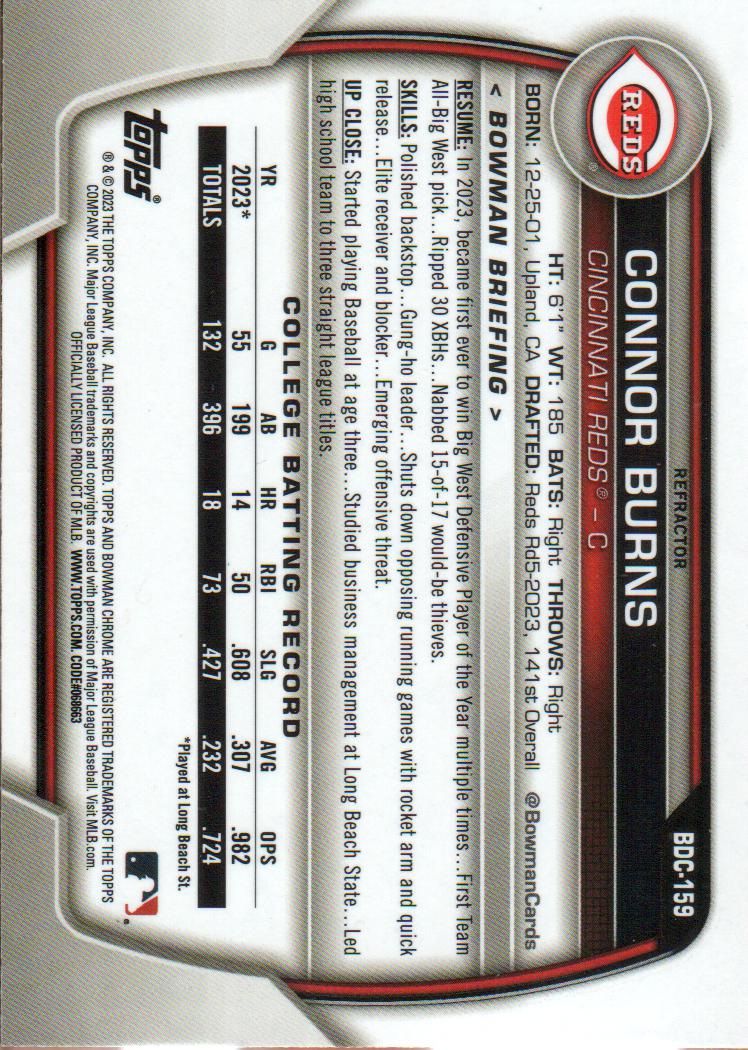 REFRACTOR
BDC-159
CONNOR BURNS
CINCINNATI REDS® – C
REDS
®
HT: 6'1" WT: 185 BATS: Right THROWS: Right
BORN: 12-25-01, Upland, CA DRAFTED: Reds Rd5-2023, 141st Overall @BowmanCards
< BOWMAN BRIEFING >
RESUME: In 2023, became first ever to win Big West Defensive Player of the Year multiple times...First Team
All-Big West pick...Ripped 30 XBHs...Nabbed 15-of-17 would-be thieves.
SKILLS: Polished backstop...Gung-ho leader...Shuts down opposing running games with rocket arm and quick
release...Elite receiver and blocker...Emerging offensive threat.
UP CLOSE: Started playing Baseball at age three...Studied business management at Long Beach State...Led
high school team to three straight league titles.
COLLEGE BATTING RECORD
YR G AB HR RBI SLG AVG OPS
2023* 55 199 14 50 .608 .307 .982
TOTALS 132 396 18 73 .427 .232 .724
*Played at Long Beach St.
topps®
® & © 2023 THE TOPPS COMPANY, INC. ALL RIGHTS RESERVED. TOPPS AND BOWMAN CHROME ARE REGISTERED TRADEMARKS OF THE TOPPS
COMPANY, INC. Major League Baseball trademarks and copyrights are used with permission of Major League Baseball. Visit MLB.com.
OFFICIALLY LICENSED PRODUCT OF MLB. WWW.TOPPS.COM. CODE#068663